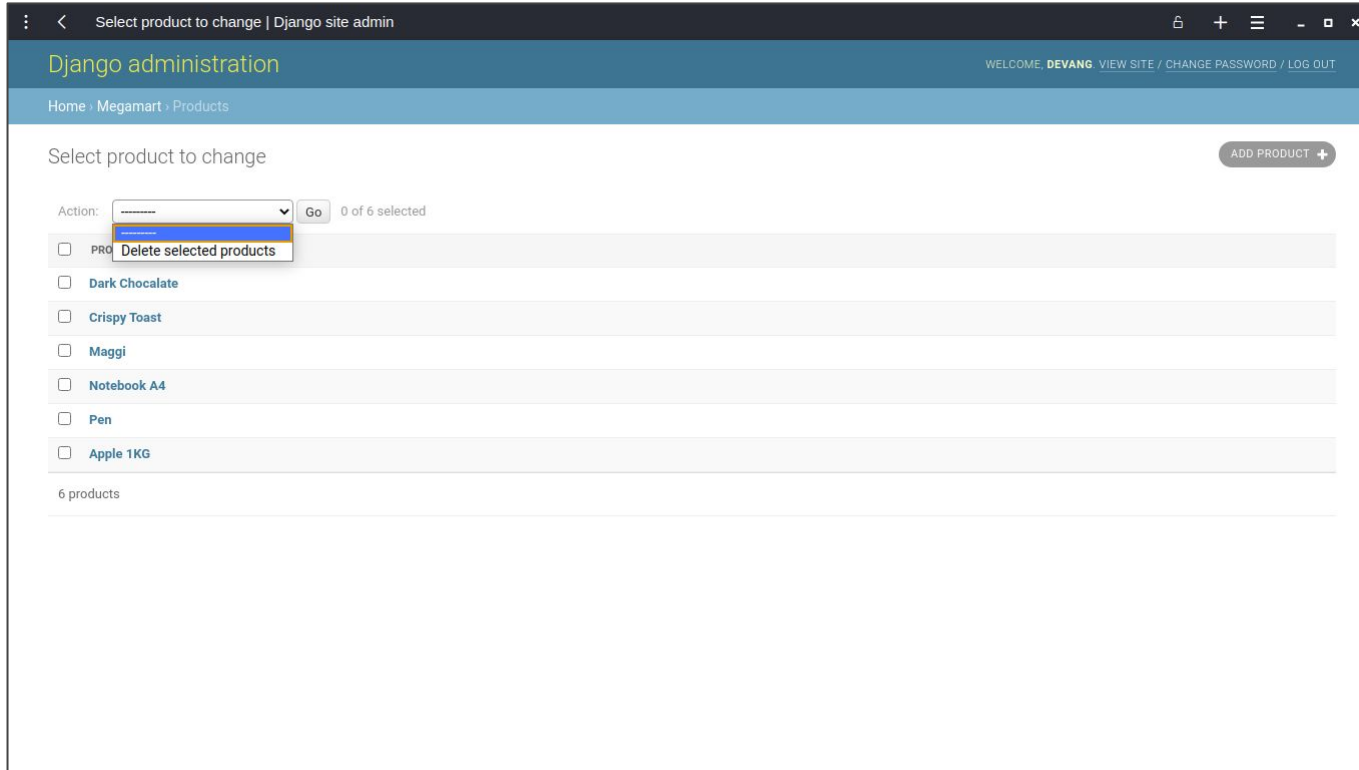 Select product to change | Django site admin
Django administration
WELCOME, DEVANG. VIEW SITE / CHANGE PASSWORD / LOG OUT
Home › Megamart › Products
Select product to change
ADD PRODUCT +
Action: --------- Go 0 of 6 selected
---------
PRO
Delete selected products
Dark Chocalate
Crispy Toast
Maggi
Notebook A4
Pen
Apple 1KG
6 products